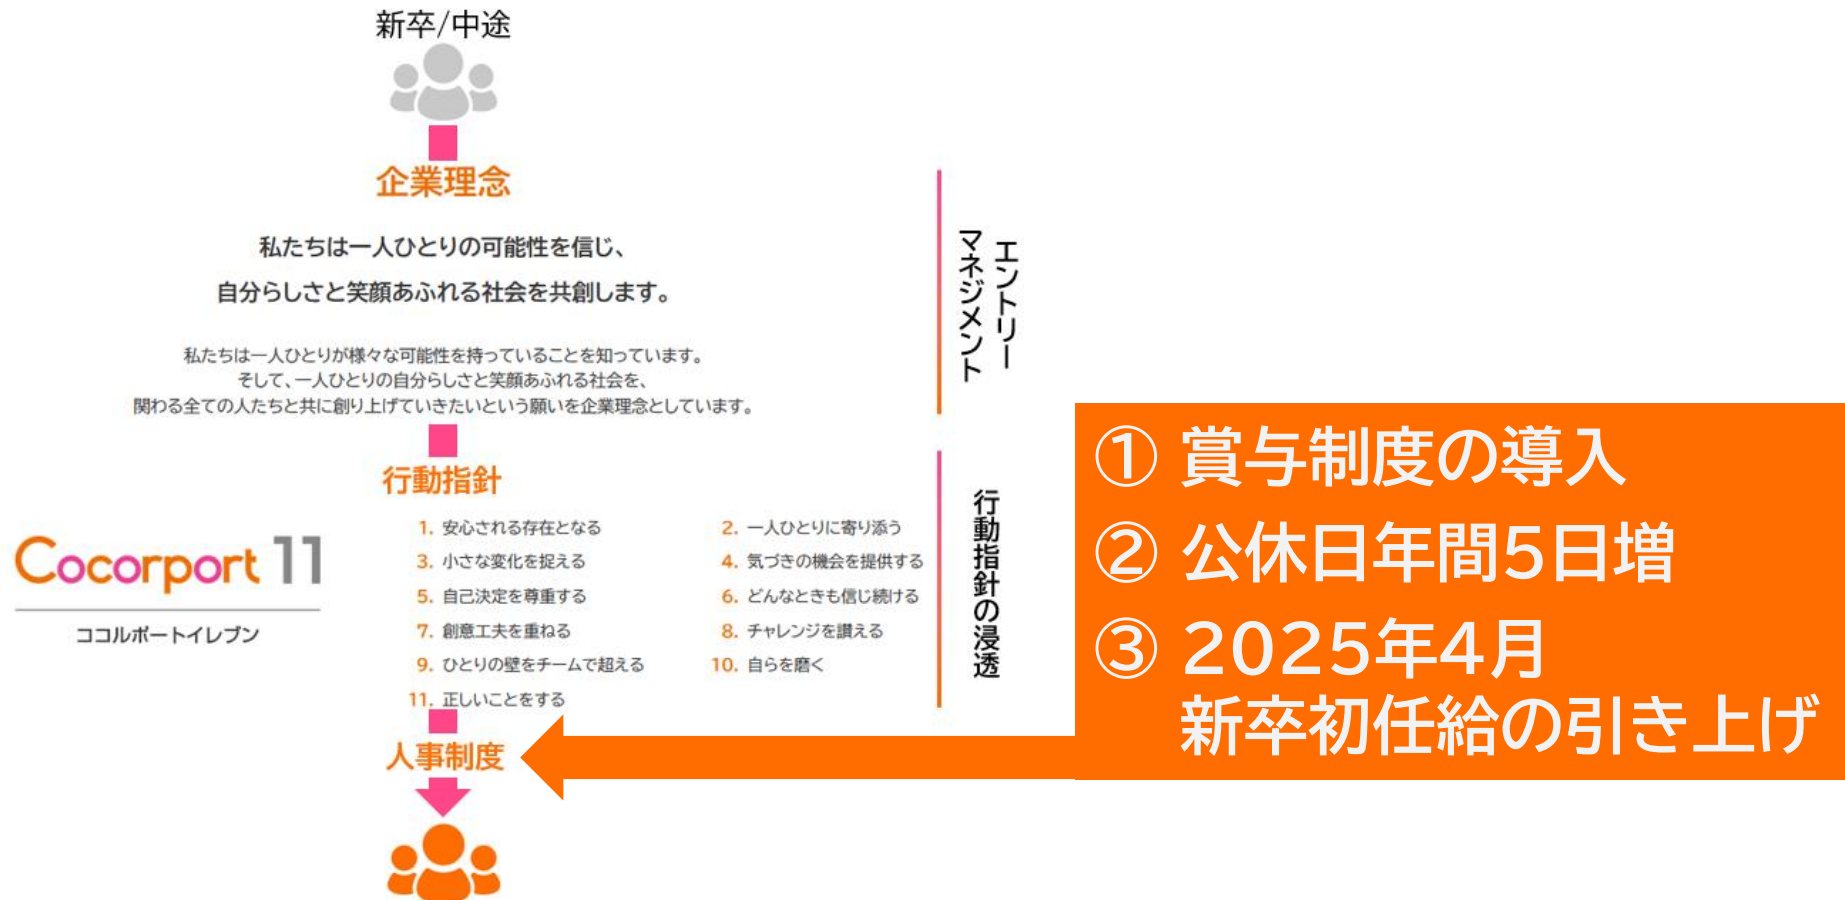 新卒/中途
企業理念
私たちは一人ひとりの可能性を信じ、
自分らしさと笑顔あふれる社会を共創します。
私たちは一人ひとりが様々な可能性を持っていることを知っています。
そして、一人ひとりの自分らしさと笑顔あふれる社会を、
関わる全ての人たちと共に創り上げていきたいという願いを企業理念としています。
エントリー
マネジメント
行動指針
Cocorport 11
ココルポートイレブン
1. 安心される存在となる
2. 一人ひとりに寄り添う
3. 小さな変化を捉える
4. 気づきの機会を提供する
5. 自己決定を尊重する
6. どんなときも信じ続ける
7. 創意工夫を重ねる
8. チャレンジを讃える
9. ひとりの壁をチームで超える
10. 自らを磨く
11. 正しいことをする
行動指針の浸透
人事制度
① 賞与制度の導入
② 公休日年間5日増
③ 2025年4月
新卒初任給の引き上げ